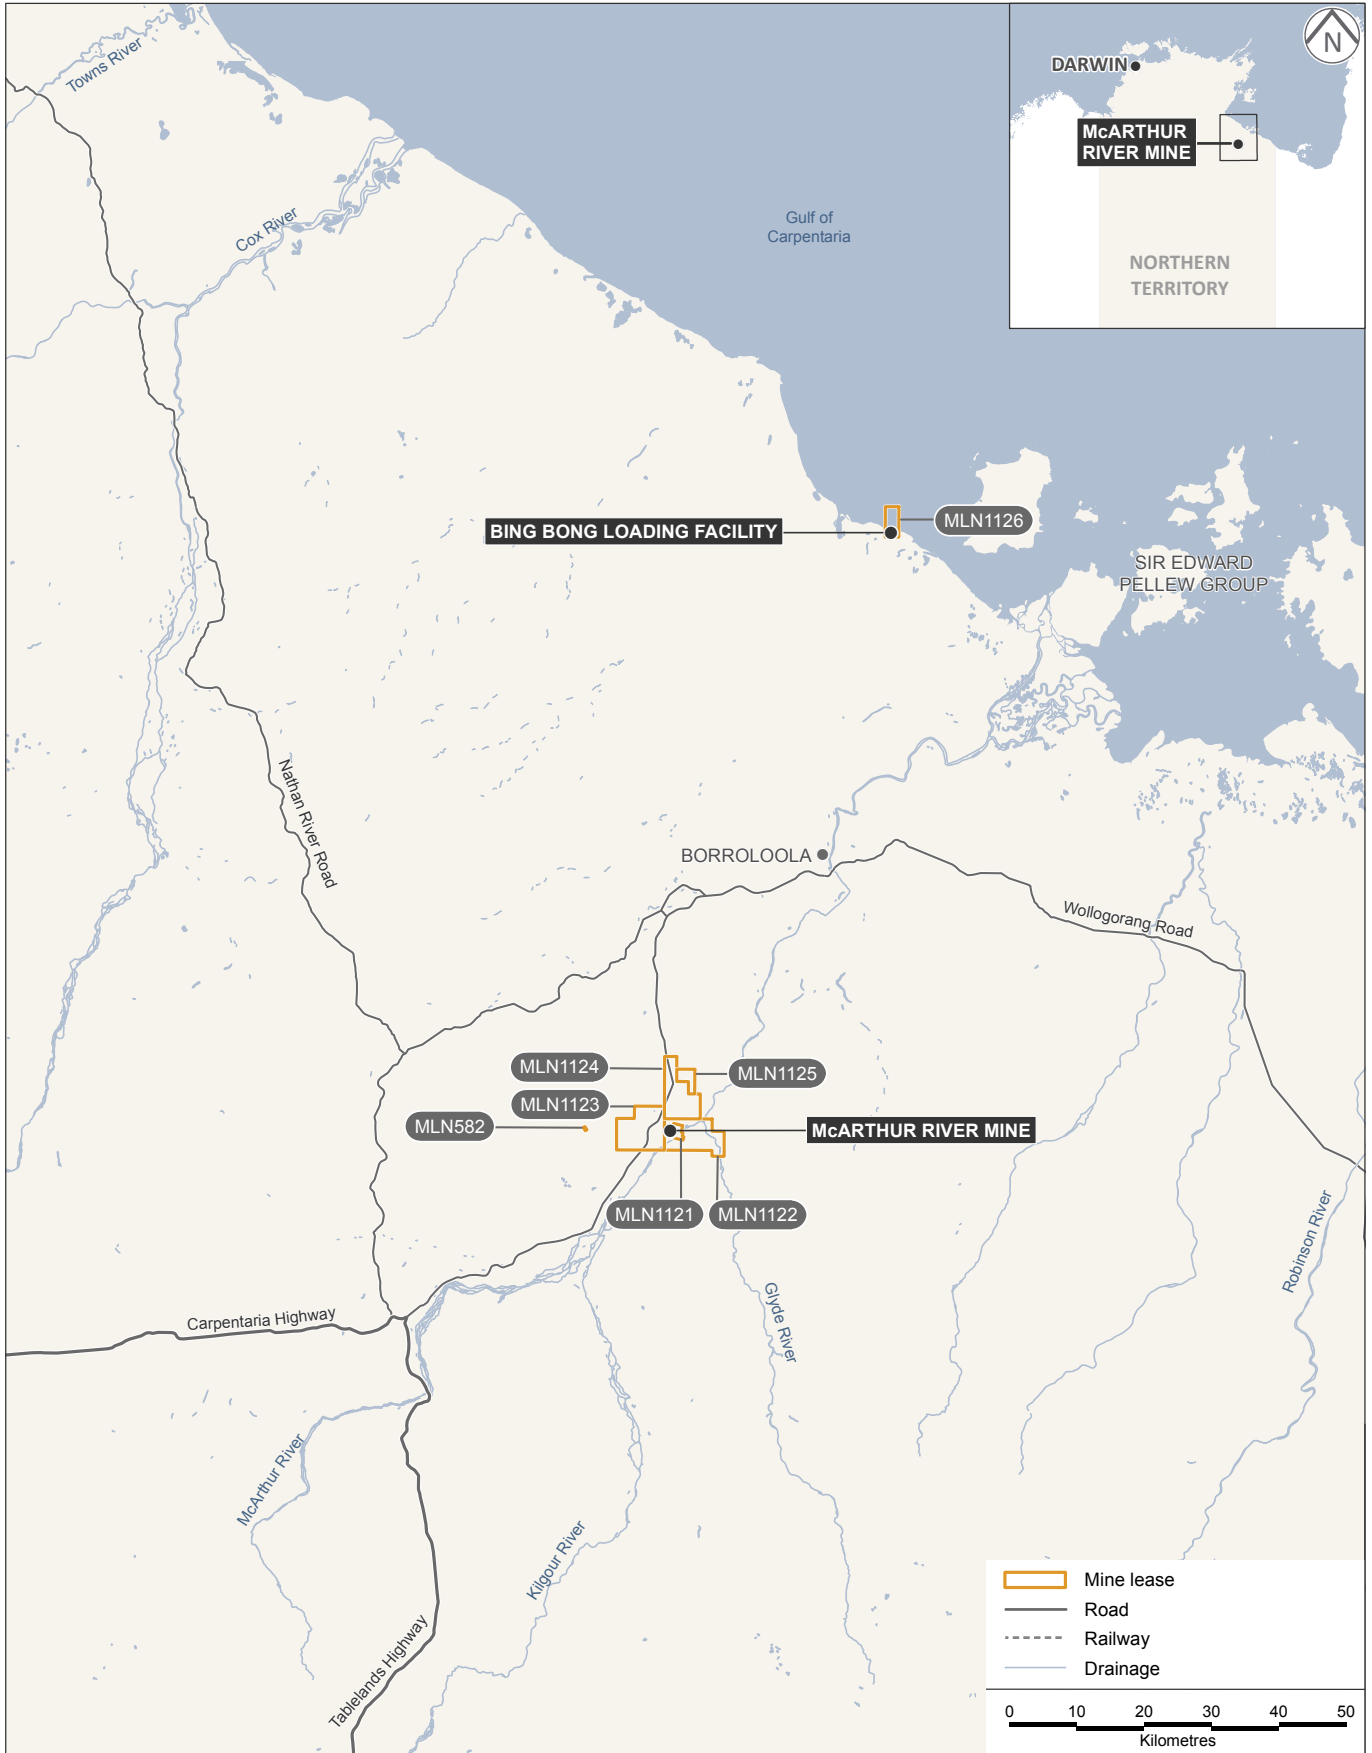 Towns River
N
DARWIN
McARTHUR
RIVER MINE
NORTHERN
TERRITORY
Cox River
Gulf of
Carpentaria
BING BONG LOADING FACILITY
MLN1126
SIR EDWARD
PELLEW GROUP
Nathan River Road
BORROLOOLA
Wollogorang Road
MLN1124
MLN1125
MLN1123
MLN582
McARTHUR RIVER MINE
MLN1121
MLN1122
Robinson River
Glyde River
Carpentaria Highway
McArthur River
Kilgour River
Tablelands Highway
Mine lease
Road
Railway
Drainage
0 10 20 30 40 50
Kilometres